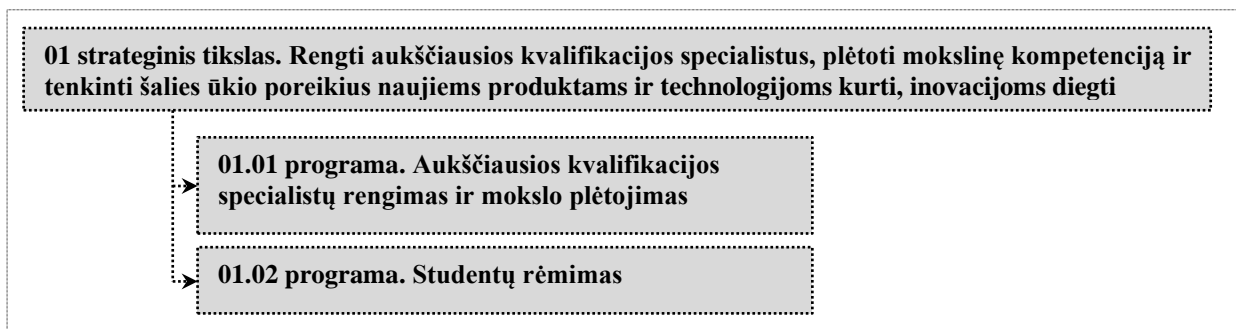 01 strateginis tikslas. Rengti aukščiausios kvalifikacijos specialistus, plėtoti mokslinę kompetenciją ir
tenkinti šalies ūkio poreikius naujiems produktams ir technologijoms kurti, inovacijoms diegti
01.01 programa. Aukščiausios kvalifikacijos
specialistų rengimas ir mokslo plėtojimas
01.02 programa. Studentų rėmimas